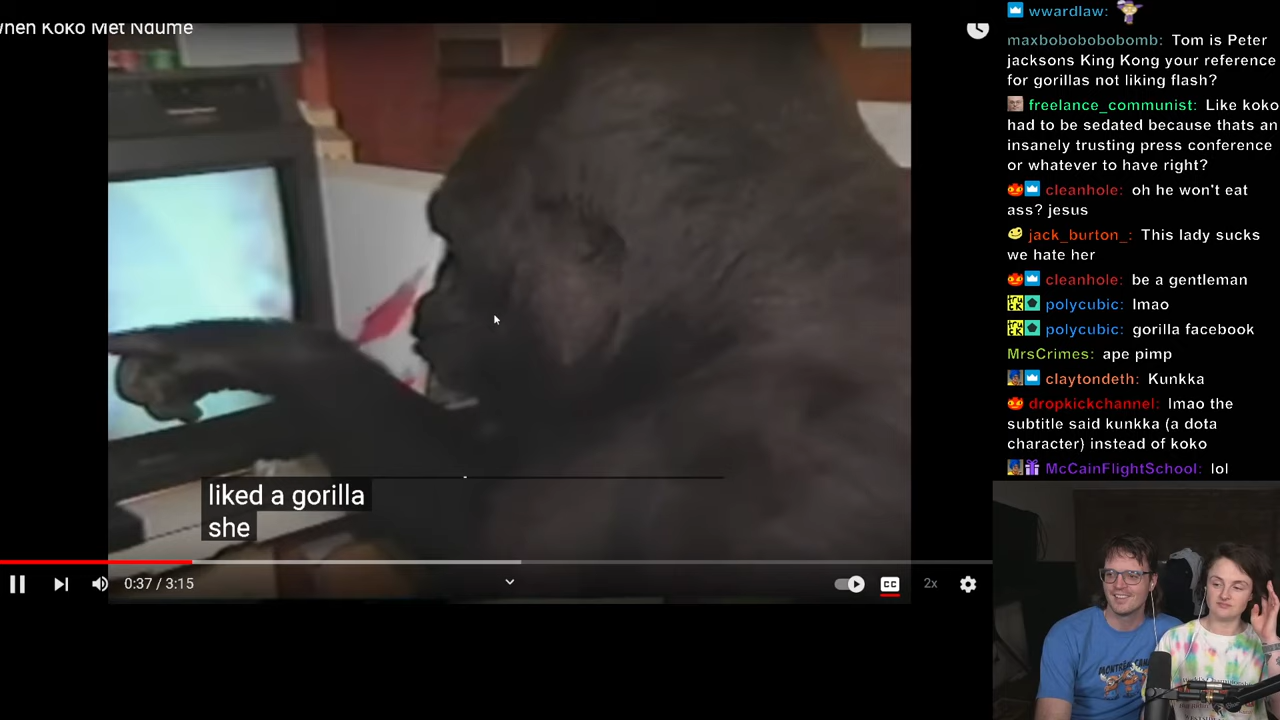 When Koko Met Ndume
liked a gorilla
she
0:37 / 3:15
CC
2x
wwardlaw:
maxbobobobobomb: Tom is Peter
jacksons King Kong your reference
for gorillas not liking flash?
freelance_communist: Like koko
had to be sedated because thats an
insanely trusting press conference
or whatever to have right?
cleanhole: oh he won't eat
ass? jesus
jack_burton_: This lady sucks
we hate her
cleanhole: be a gentleman
polycubic: lmao
polycubic: gorilla facebook
MrsCrimes: ape pimp
claytondeth: Kunkka
dropkickchannel: lmao the
subtitle said kunkka (a dota
character) instead of koko
McCainFlightSchool: lol